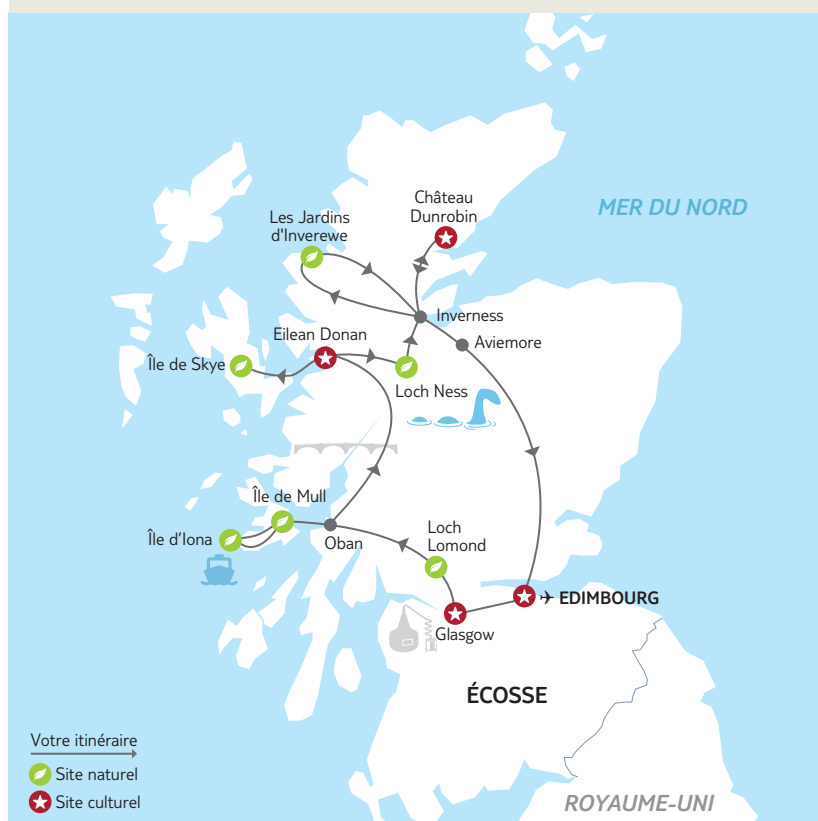 Château
Dunrobin
MER DU NORD
Les Jardins
d'Inverewe
Inverness
Eilean Donan
Aviemore
Île de Skye
Loch Ness
Île de Mull
Île d'Iona
Oban
Loch
Lomond
EDIMBOURG
Glasgow
ÉCOSSE
Votre itinéraire
Site naturel
Site culturel
ROYAUME-UNI